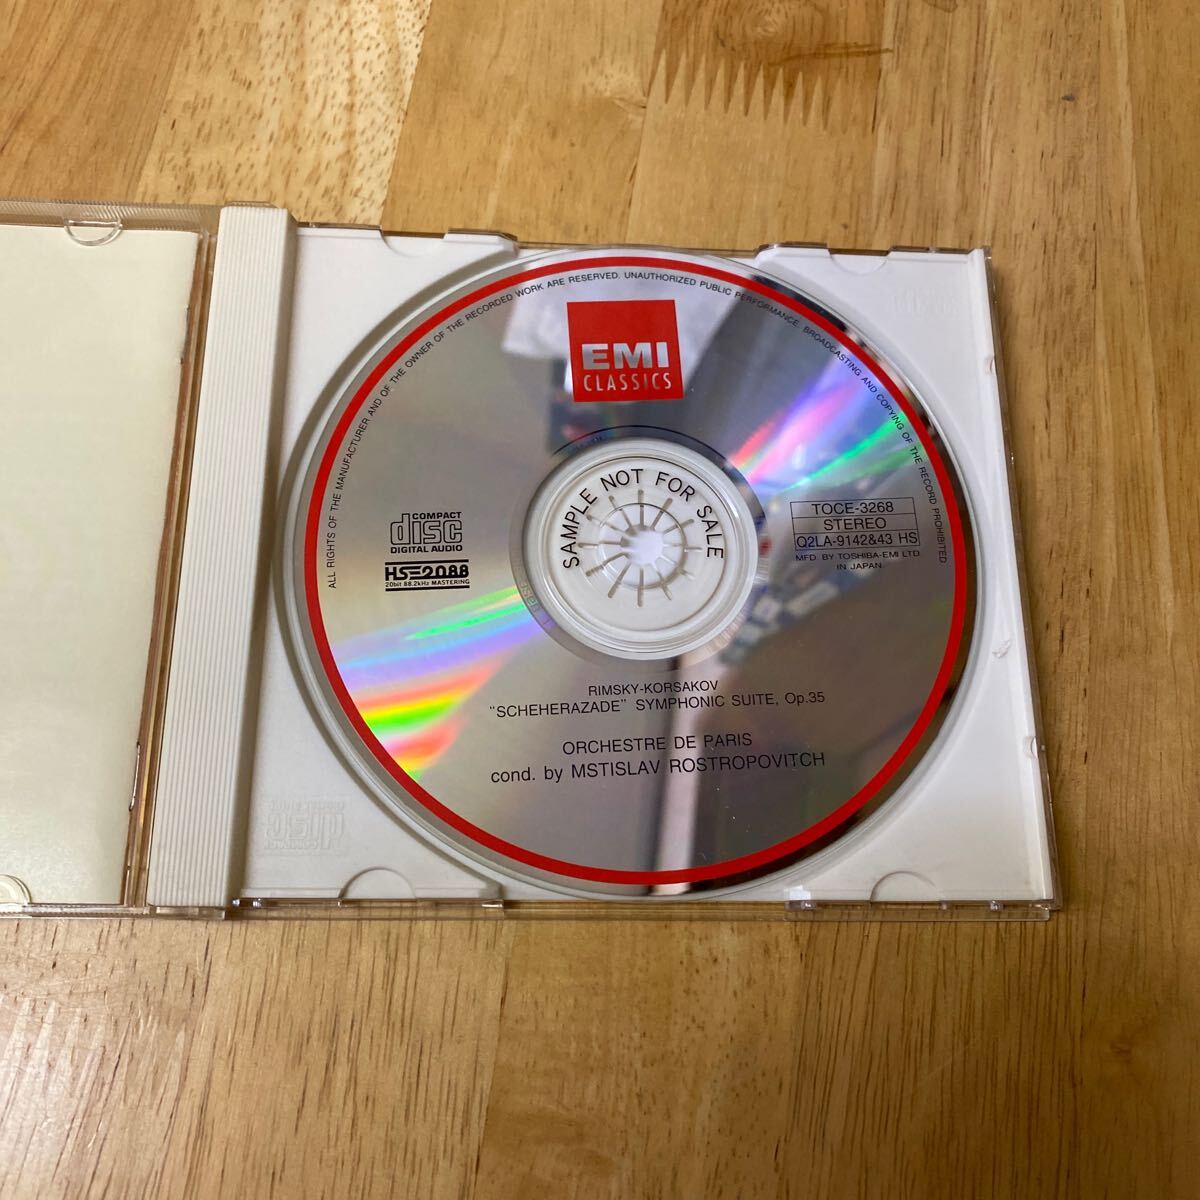 ALL RIGHTS OF THE MANUFACTURER AND OF THE OWNER OF THE RECORDED WORK ARE RESERVED. UNAUTHORIZED PUBLIC PERFORMANCE, BROADCASTING AND COPYING OF THE RECORD PROHIBITED
EMI
CLASSICS
SAMPLE NOT FOR SALE
COMPACT
disc
DIGITAL AUDIO
HS-2088
20bit 88.2kHz MASTERING
TOCE-3268
STEREO
Q2LA-9142&43 HS
MFD. BY TOSHIBA-EMI LTD.
IN JAPAN.
RIMSKY-KORSAKOV
"SCHEHERAZADE" SYMPHONIC SUITE, Op.35
ORCHESTRE DE PARIS
cond. by MSTISLAV ROSTROPOVITCH